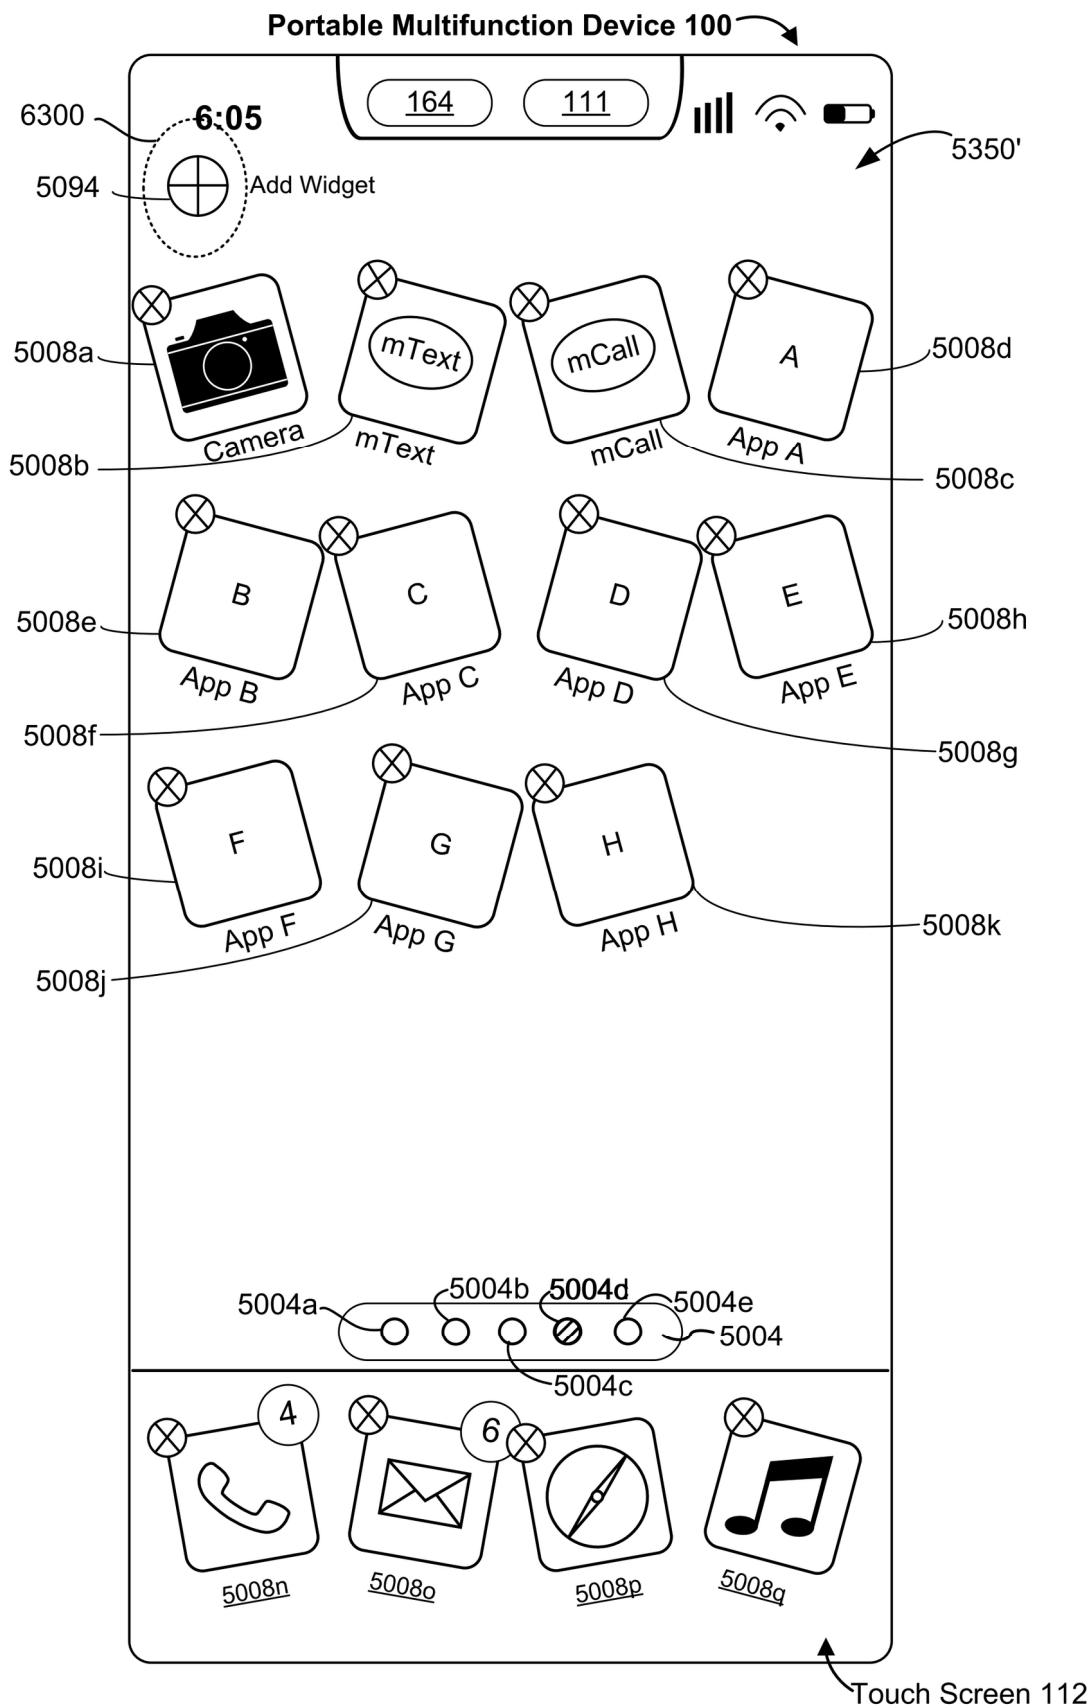 Portable Multifunction Device 100
164 111
6:05
6300
5350'
5094
Add Widget
5008a
mText
mCall
A
5008d
Camera
mText
mCall
App A
5008b
5008c
B
C
D
E
5008e
5008h
App B
App C
App D
App E
5008f
5008g
F
G
H
5008i
App F
App G
App H
5008k
5008j
5004a
5004b
5004d
5004e
5004
5004c
4
6
5008n
5008o
5008p
5008q
Touch Screen 112